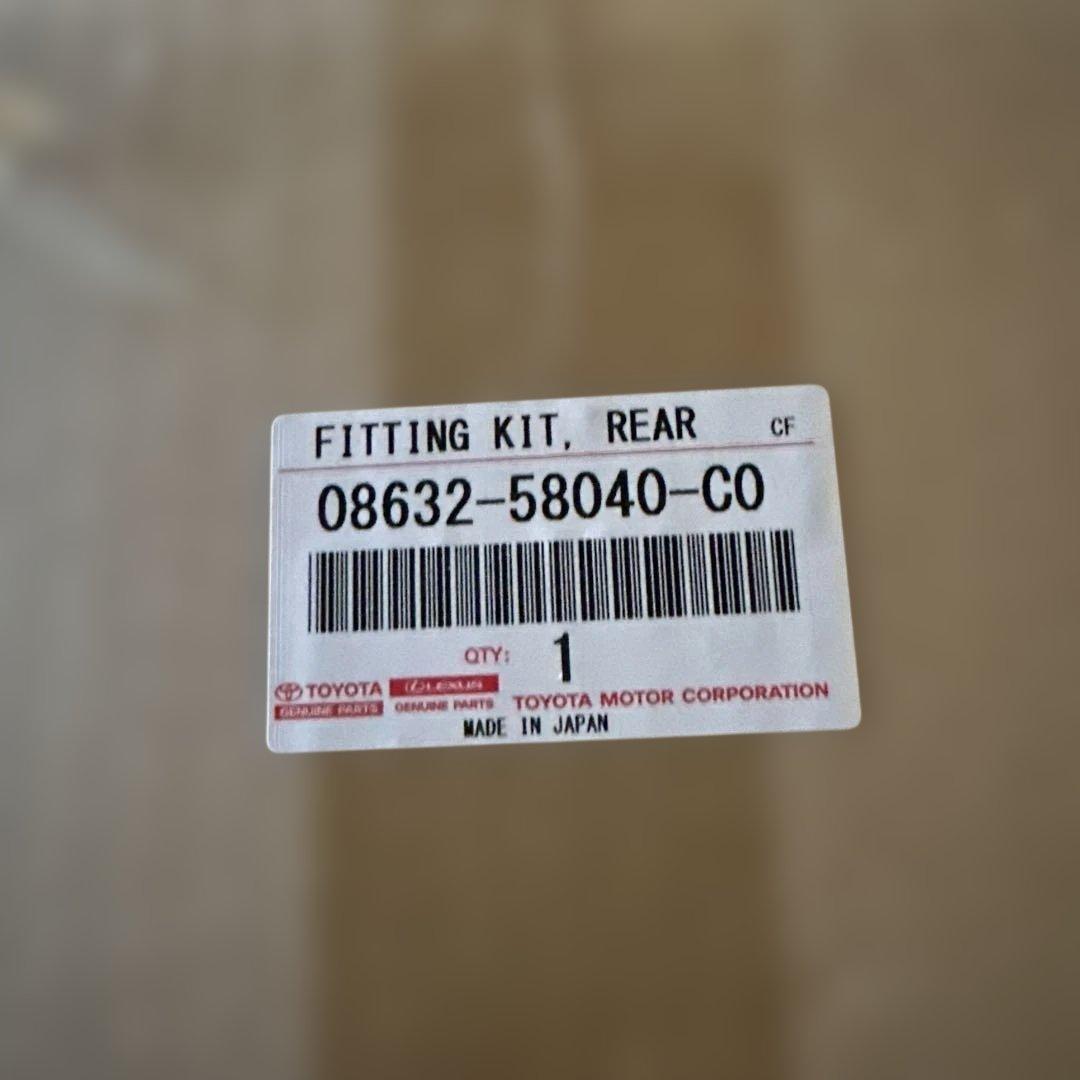 FITTING KIT, REAR CF
08632-58040-C0
QTY: 1
TOYOTA LEXUS
GENUINE PARTS GENUINE PARTS TOYOTA MOTOR CORPORATION
MADE IN JAPAN